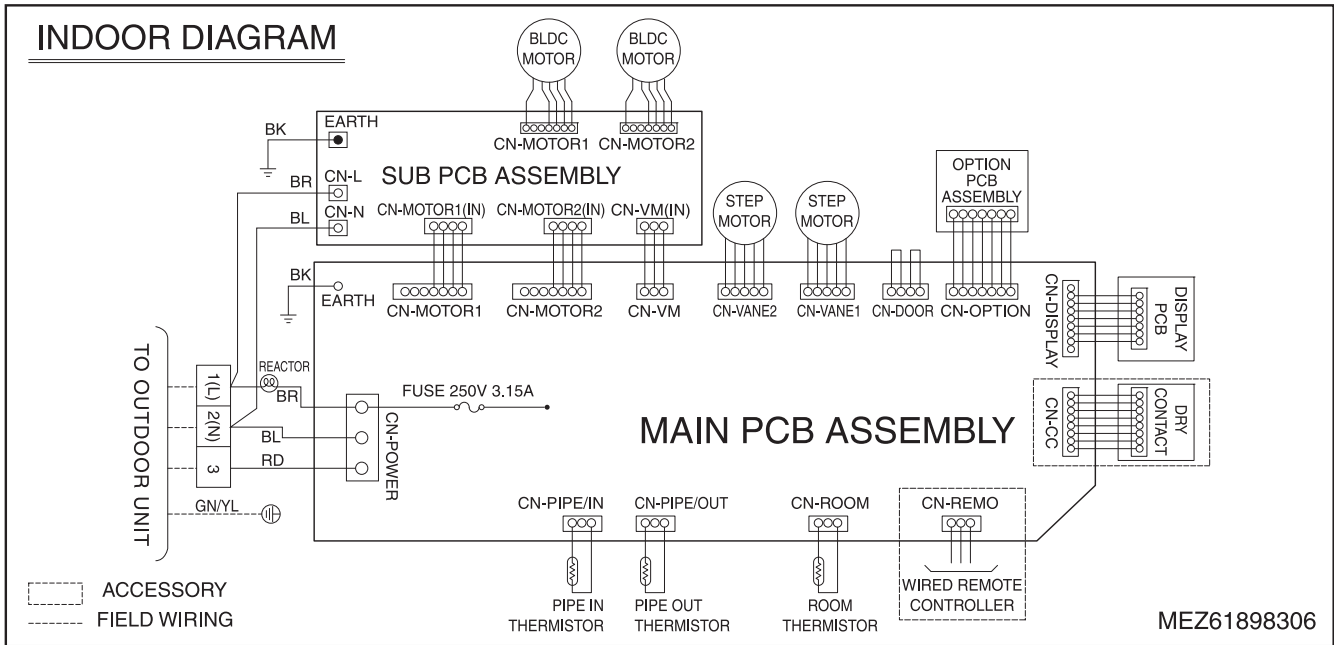 INDOOR DIAGRAM
BLDC
MOTOR
BLDC
MOTOR
BK
EARTH
CN-MOTOR1
CN-MOTOR2
BR
CN-L
SUB PCB ASSEMBLY
BL
CN-N
CN-MOTOR1(IN)
CN-MOTOR2(IN)
CN-VM(IN)
STEP
MOTOR
STEP
MOTOR
OPTION
PCB
ASSEMBLY
BK
EARTH
CN-MOTOR1
CN-MOTOR2
CN-VM
CN-VANE2
CN-VANE1
CN-DOOR
CN-OPTION
CN-DISPLAY
DISPLAY
PCB
TO OUTDOOR UNIT
1(L)
2(N)
3
REACTOR
BR
BL
RD
GN/YL
CN-POWER
FUSE 250V 3.15A
MAIN PCB ASSEMBLY
CN-CC
DRY
CONTACT
CN-PIPE/IN
CN-PIPE/OUT
CN-ROOM
CN-REMO
PIPE IN
THERMISTOR
PIPE OUT
THERMISTOR
ROOM
THERMISTOR
WIRED REMOTE
CONTROLLER
ACCESSORY
FIELD WIRING
MEZ61898306